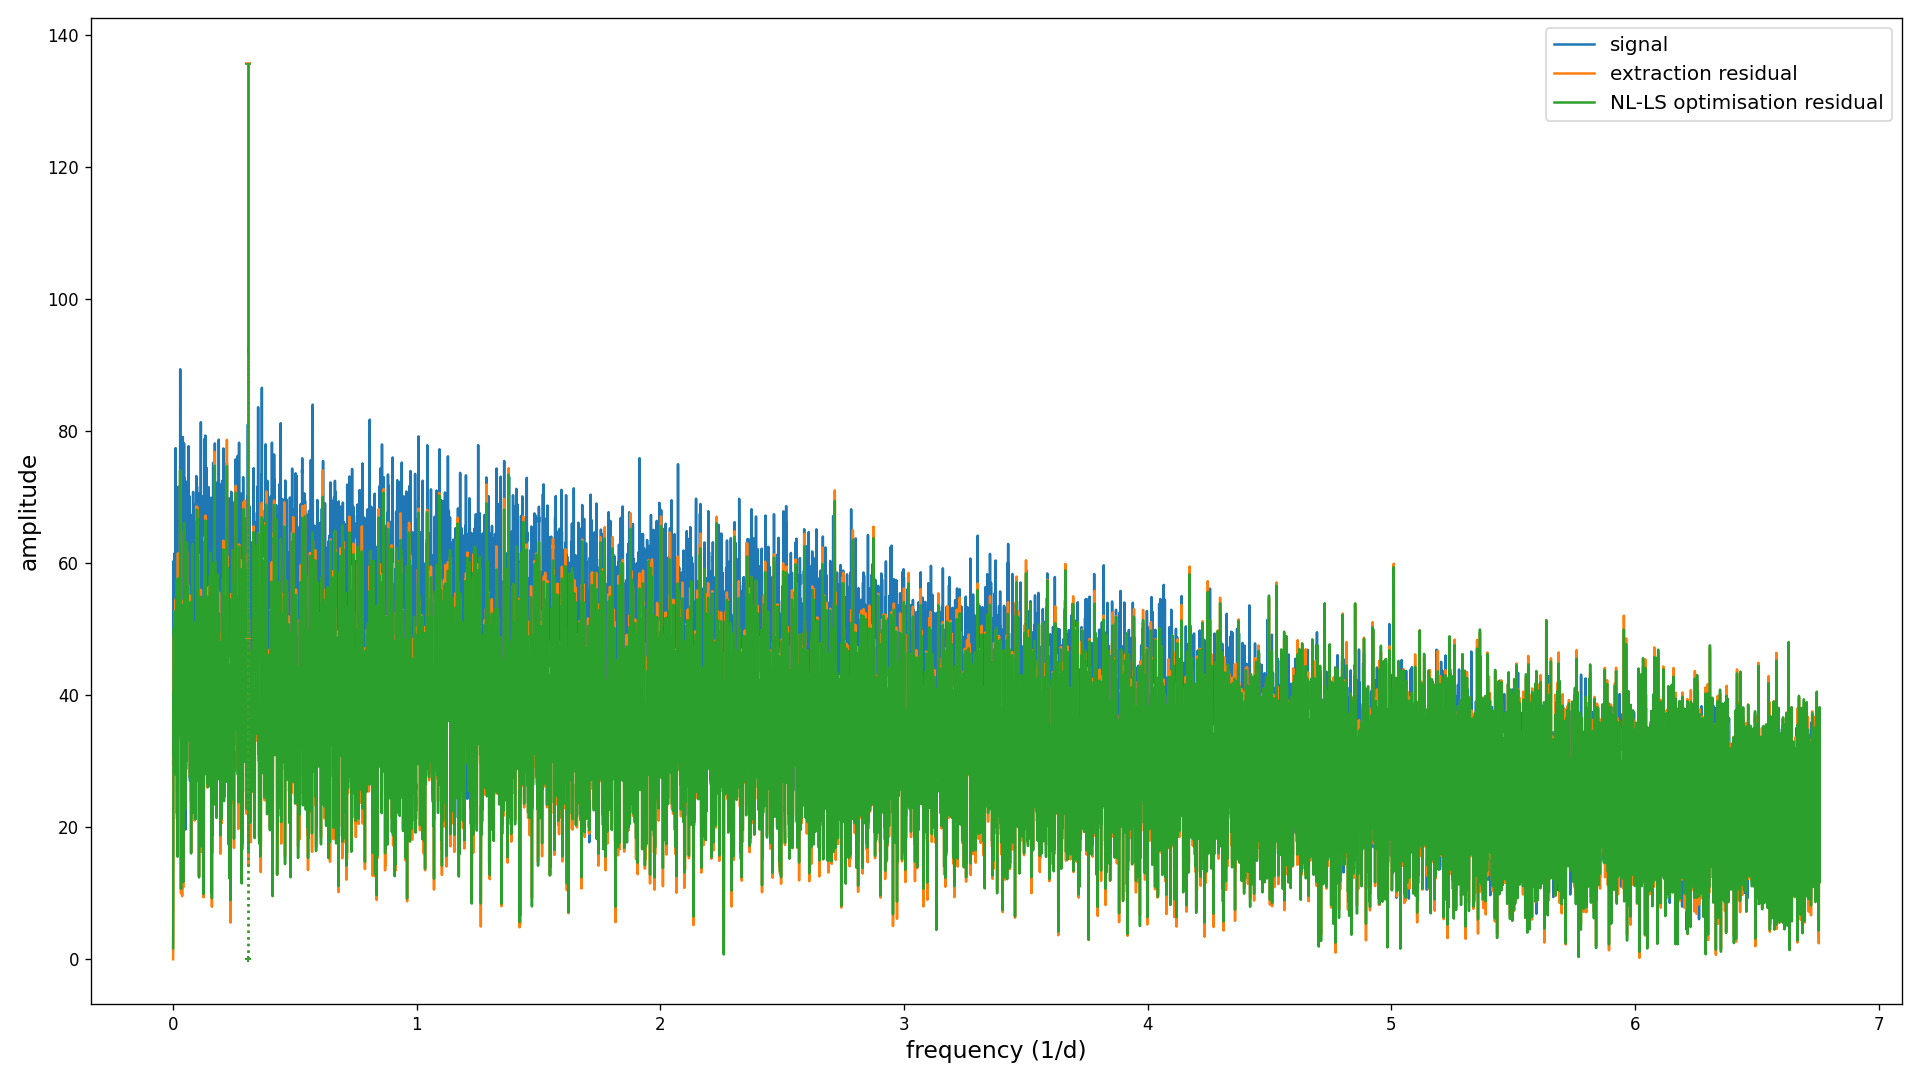 signal
extraction residual
NL-LS optimisation residual
140
120
100
80
60
40
20
0
amplitude
0 1 2 3 4 5 6 7
frequency (1/d)